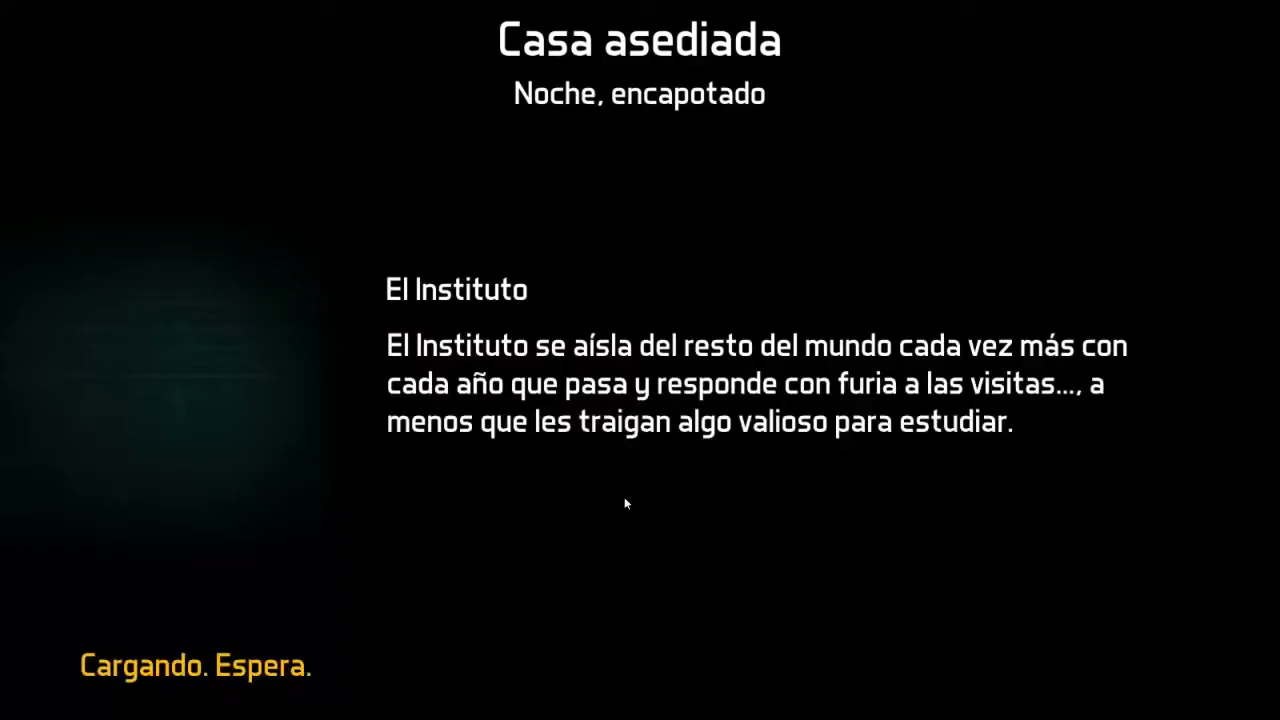 Casa asediada
Noche, encapotado
El Instituto
El Instituto se aísla del resto del mundo cada vez más con
cada año que pasa y responde con furia a las visitas..., a
menos que les traigan algo valioso para estudiar.
Cargando. Espera.